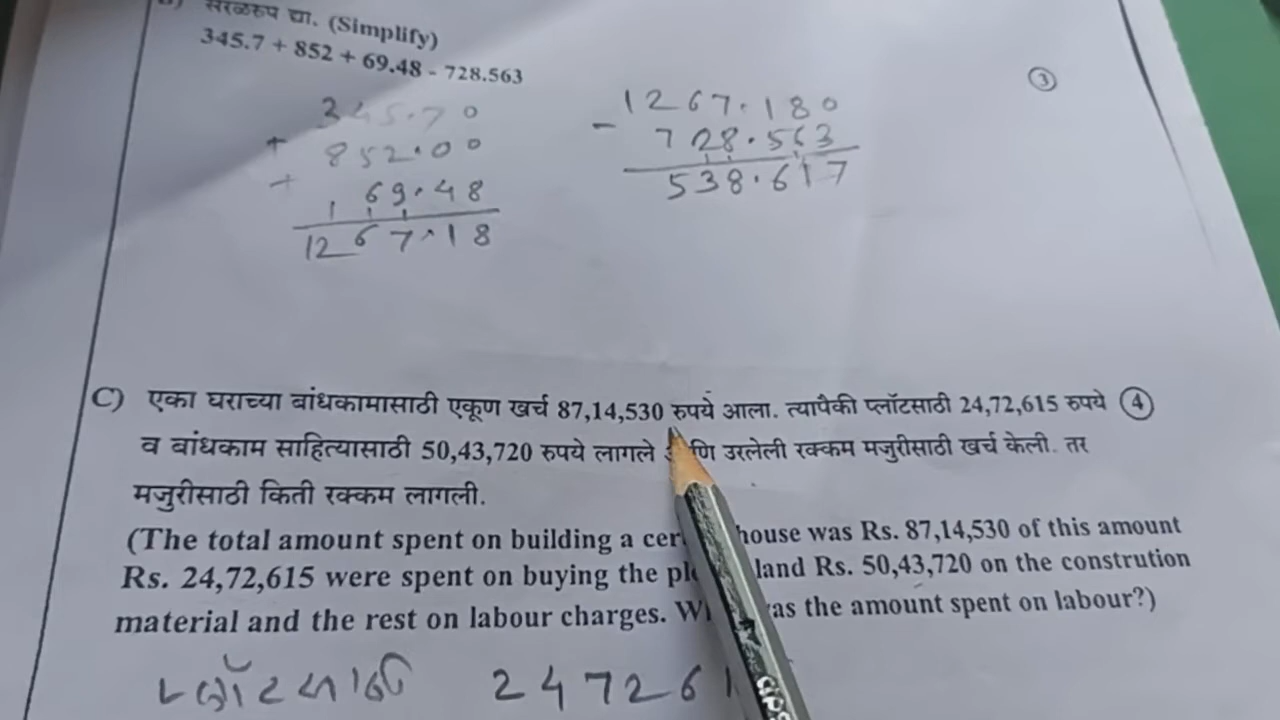 सरळरुप द्या. (Simplify)
345.7 + 852 + 69.48 - 728.563
3
345.70
+ 852.00
+ 69.48
1 1 1
1267.18
1267.180
- 728.563
538.617
C) एका घराच्या बांधकामासाठी एकूण खर्च 87,14,530 रुपये आला. त्यापैकी प्लॉटसाठी 24,72,615 रुपये 4
व बांधकाम साहित्यासाठी 50,43,720 रुपये लागले उरलेली रक्कम मजुरीसाठी खर्च केली. तर
मजुरीसाठी किती रक्कम लागली.
(The total amount spent on building a house was Rs. 87,14,530 of this amount
Rs. 24,72,615 were spent on buying the land Rs. 50,43,720 on the constrution
material and the rest on labour charges. the amount spent on labour?)
प्लॉटसाठी 247261